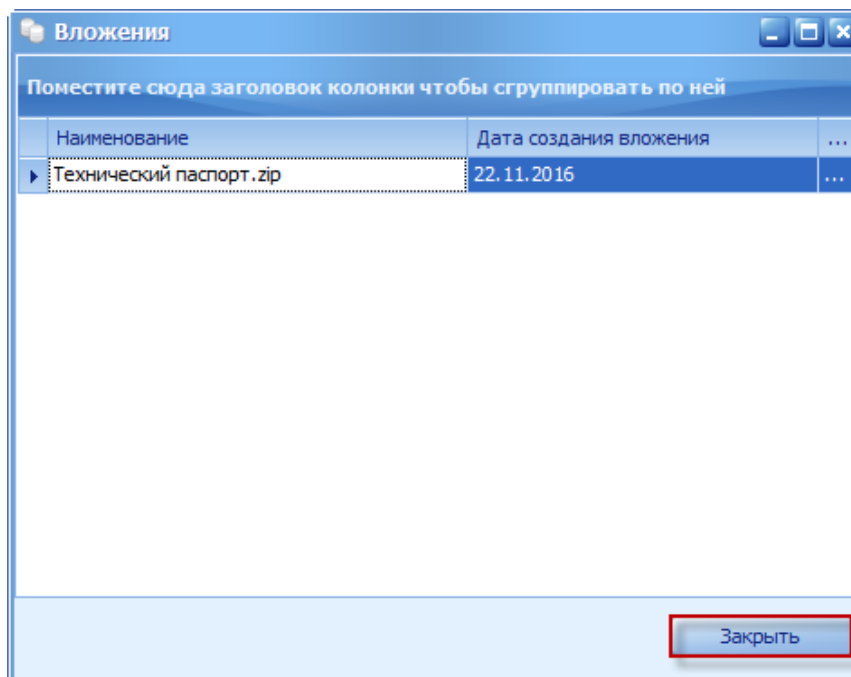 Вложения
Поместите сюда заголовок колонки чтобы сгруппировать по ней
Наименование Дата создания вложения ...
Технический паспорт.zip 22.11.2016 ...
Закрыть